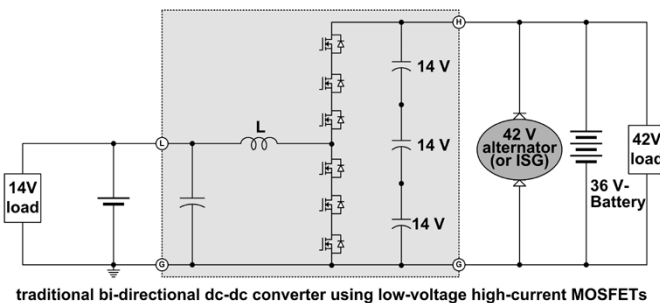 H
14 V
L
L
14 V
14 V
G
G
42 V
alternator
(or ISG)
36 V-
Battery
42V
load
14V
load
traditional bi-directional dc-dc converter using low-voltage high-current MOSFETs